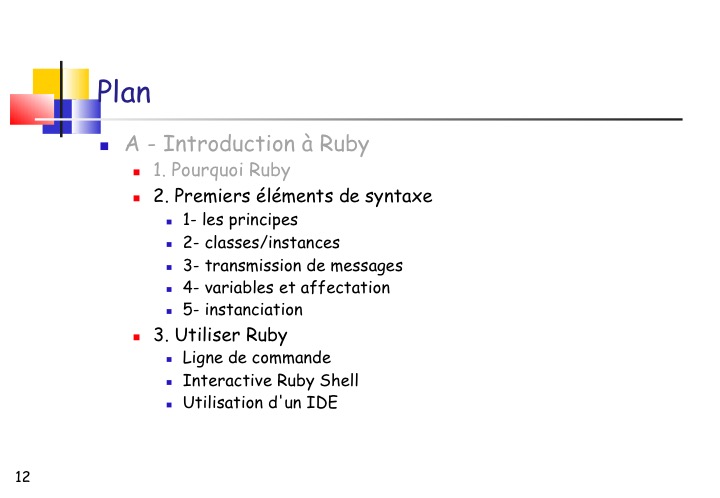 Plan
A - Introduction à Ruby
1. Pourquoi Ruby
2. Premiers éléments de syntaxe
1- les principes
2- classes/instances
3- transmission de messages
4- variables et affectation
5- instanciation
3. Utiliser Ruby
Ligne de commande
Interactive Ruby Shell
Utilisation d'un IDE
12